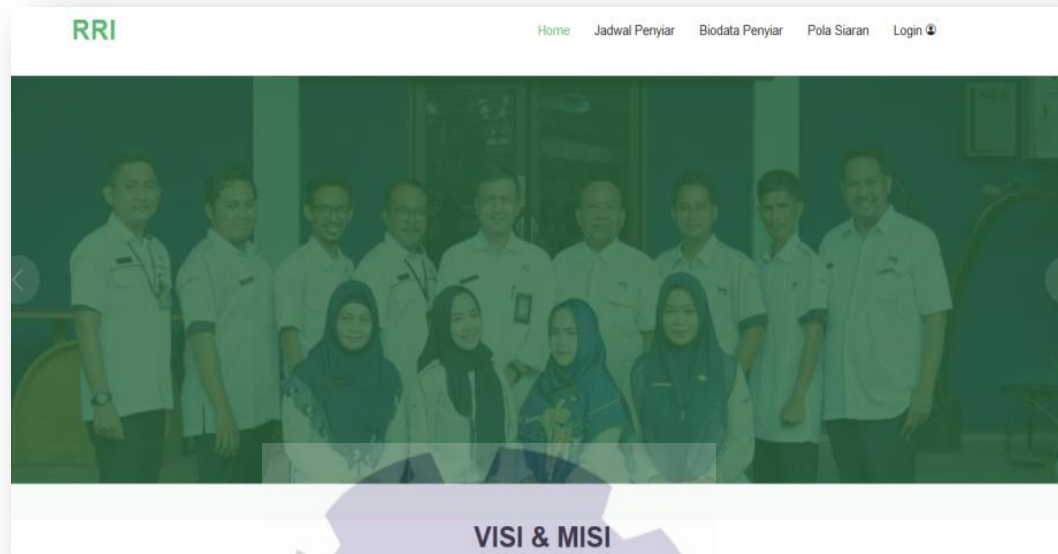 RRI
Home Jadwal Penyiar Biodata Penyiar Pola Siaran Login
VISI & MISI